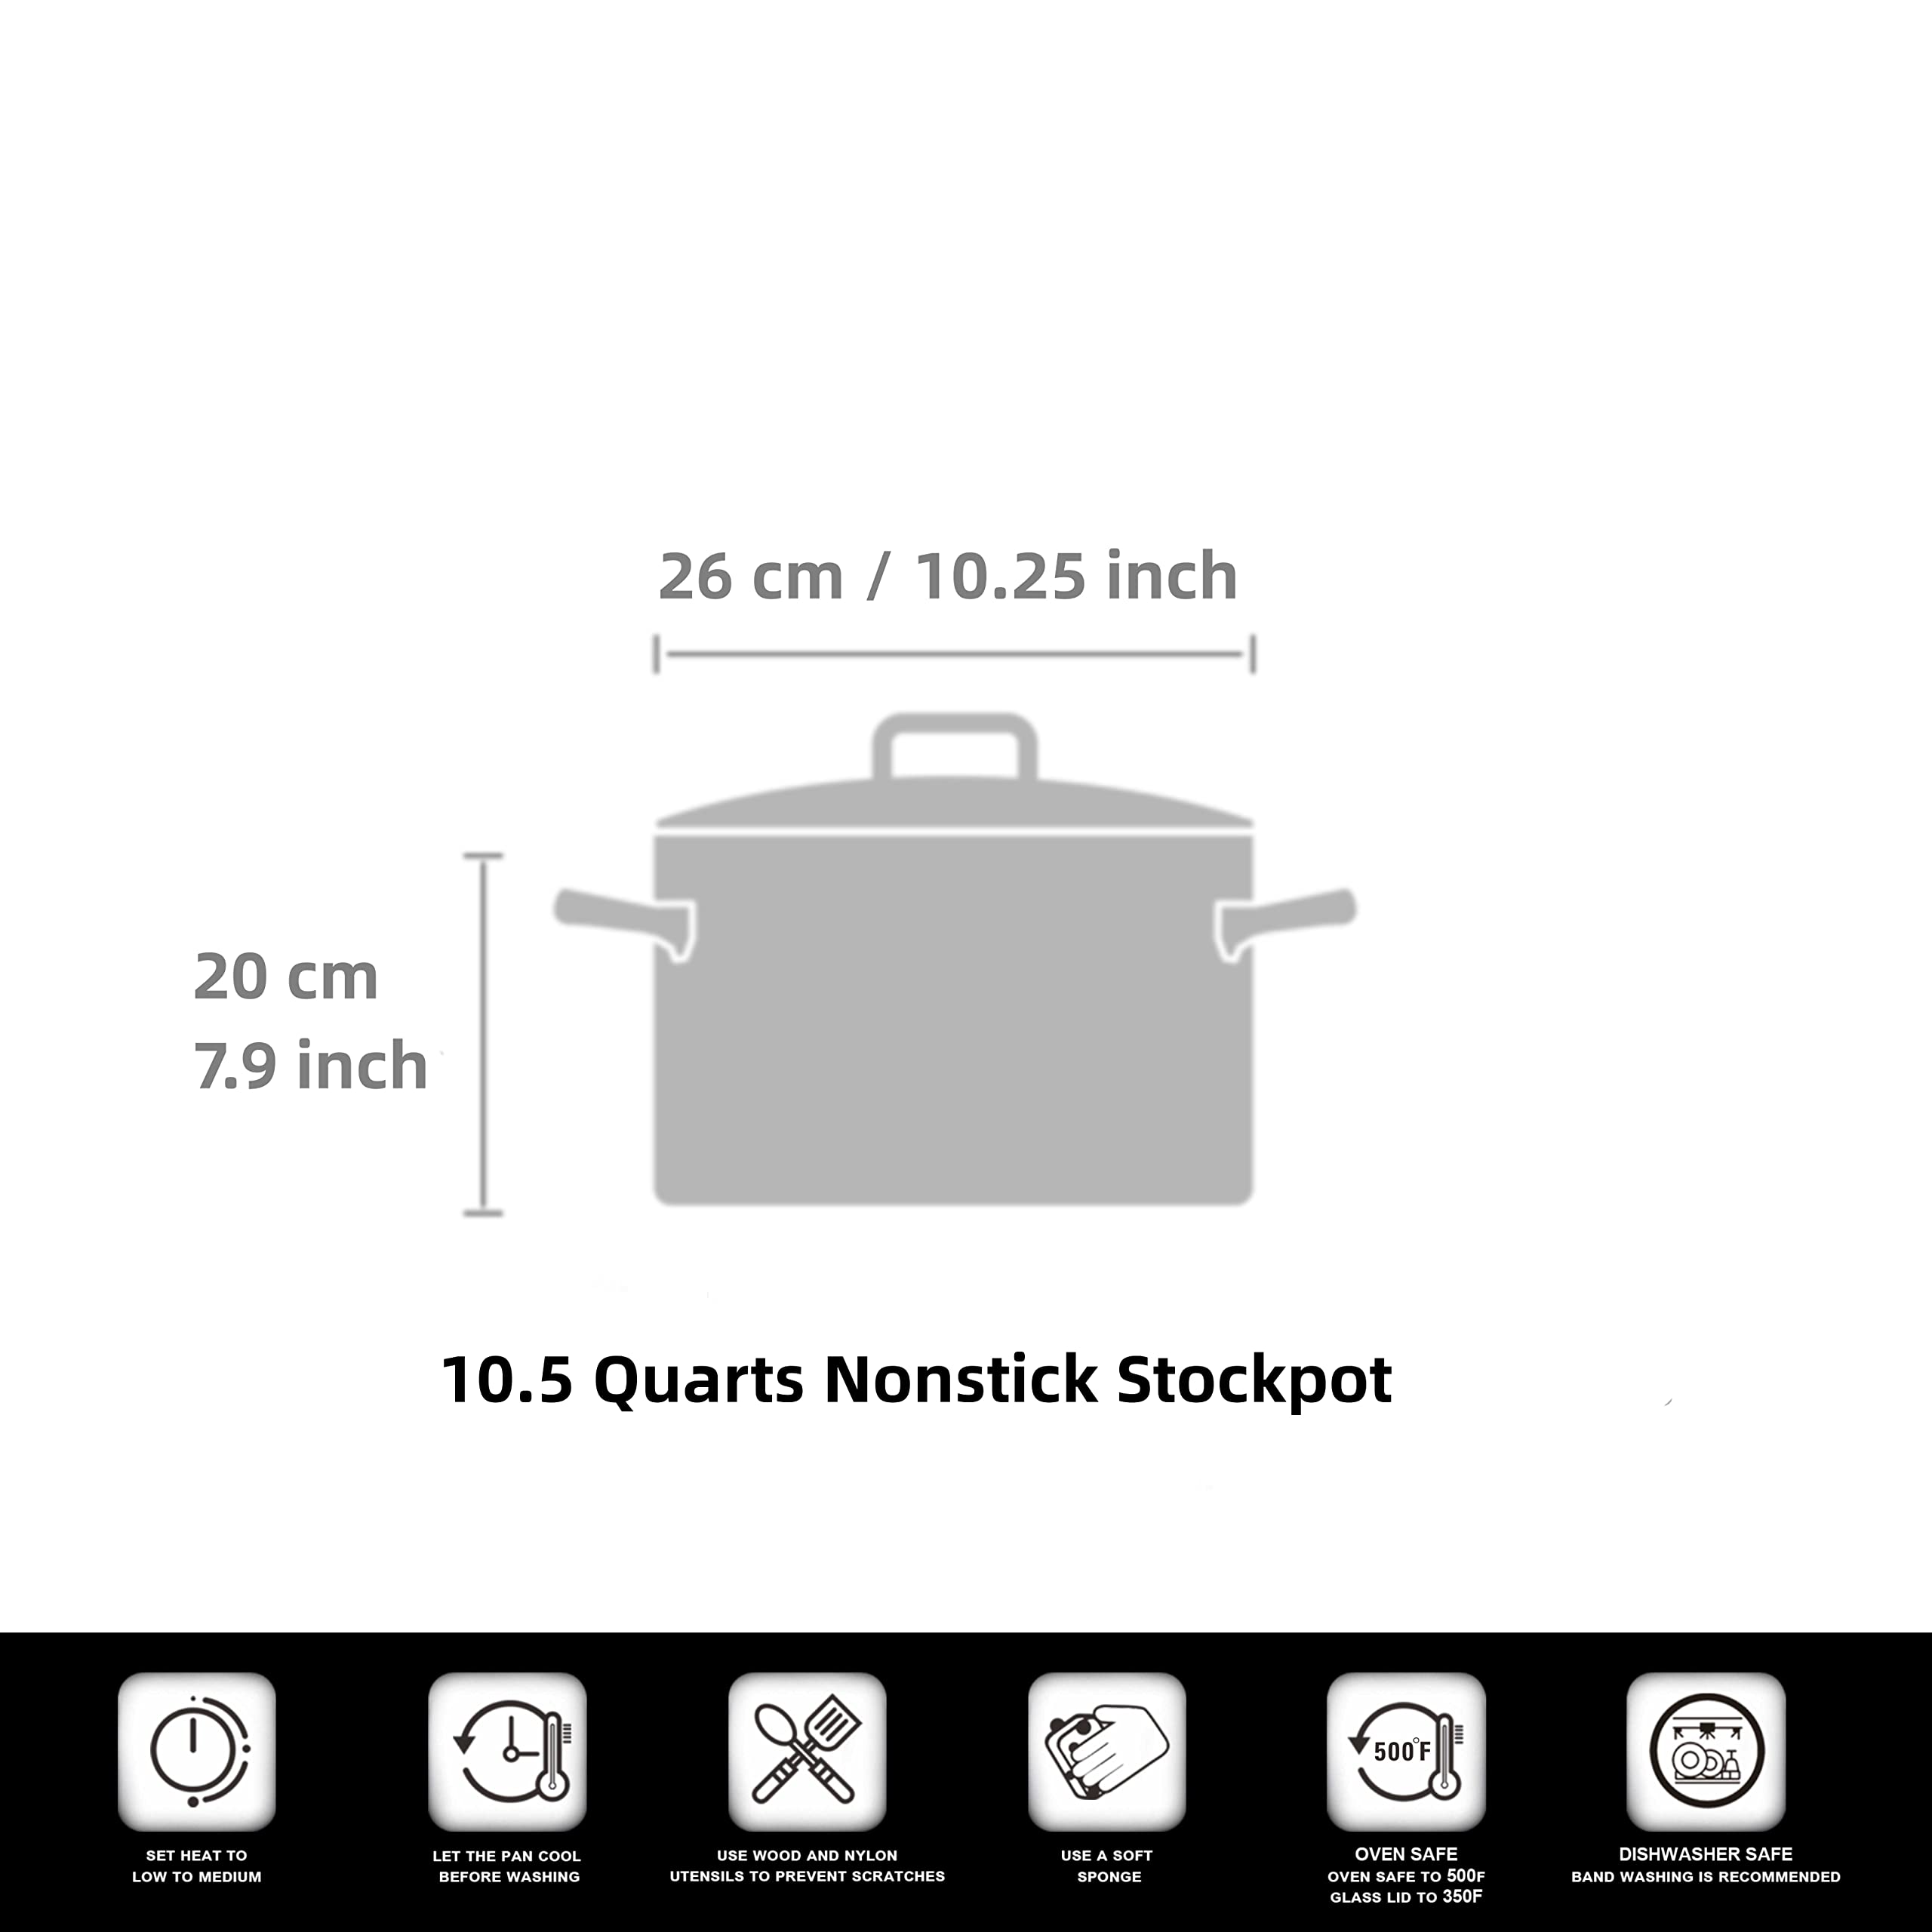 26 cm / 10.25 inch
20 cm
7.9 inch
10.5 Quarts Nonstick Stockpot
500°F
SET HEAT TO
LOW TO MEDIUM
LET THE PAN COOL
BEFORE WASHING
USE WOOD AND NYLON
UTENSILS TO PREVENT SCRATCHES
USE A SOFT
SPONGE
OVEN SAFE
OVEN SAFE TO 500F
GLASS LID TO 350F
DISHWASHER SAFE
BAND WASHING IS RECOMMENDED